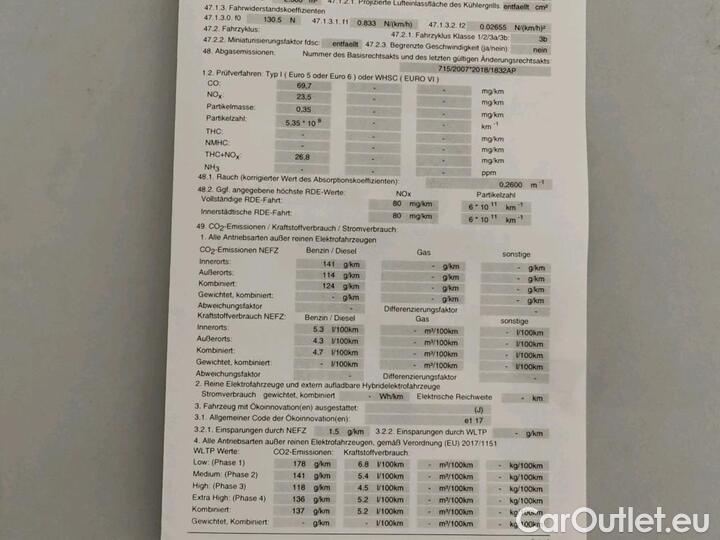 47.1.2.1. Projizierte Lufteinlassfläche des Kühlergrills. entfaellt cm²
47.1.3. Fahrwiderstandskoeffizienten
47.1.3.0. f0 130.5 N 47.1.3.1. f1 0.833 N/(km/h) 47.1.3.2. f2 0.02655 N/(km/h)²
47.2. Fahrzyklus: 47.2.1. Fahrzyklus Klasse 1/2/3a/3b: 3b
47.2.2. Miniaturisierungsfaktor fdsc: entfaellt 47.2.3. Begrenzte Geschwindigkeit (ja/nein): nein
48. Abgasemissionen. Nummer des Basisrechtsakts und des letzten gültigen Änderungsrechtsakts
715/2007*2018/1832AP
1.2. Prüfverfahren: Typ I ( Euro 5 oder Euro 6 ) oder WHSC ( EURO VI )
CO: 69,7 - - mg/km
NOx: 23,5 - - mg/km
Partikelmasse: 0,35 - - mg/km
Partikelzahl: 5,35 * 10 8 - - km -1
THC: - - - mg/km
NMHC: - - - mg/km
THC+NOx: 26,8 - - mg/km
NH3 - - - ppm
48.1. Rauch (korrigierter Wert des Absorptionskoeffizienten): 0,2600 m -1
48.2. Ggf. angegebene höchste RDE-Werte: NOx Partikelzahl
Vollständige RDE-Fahrt: 80 mg/km 6 * 10 11 km -1
Innerstädtische RDE-Fahrt: 80 mg/km 6 * 10 11 km -1
49. CO2-Emissionen / Kraftstoffverbrauch / Stromverbrauch:
1. Alle Antriebsarten außer reinen Elektrofahrzeugen
CO2-Emissionen NEFZ Benzin / Diesel Gas sonstige
Innerorts: 141 g/km - g/km - g/km
Außerorts: 114 g/km - g/km - g/km
Kombiniert: 124 g/km - g/km - g/km
Gewichtet, kombiniert: - g/km - g/km - g/km
Abweichungsfaktor - Differenzierungsfaktor -
Kraftstoffverbrauch NEFZ: Benzin / Diesel Gas sonstige
Innerorts: 5.3 l/100km - m³/100km - l/100km
Außerorts: 4.3 l/100km - m³/100km - l/100km
Kombiniert: 4.7 l/100km - m³/100km - l/100km
Gewichtet, kombiniert: - l/100km - m³/100km - l/100km
Abweichungsfaktor - Differenzierungsfaktor -
2. Reine Elektrofahrzeuge und extern aufladbare Hybridelektrofahrzeuge
Stromverbrauch gewichtet, kombiniert - Wh/km Elektrsche Reichweite - km
3. Fahrzeug mit Ökoinnovation(en) ausgestattet: (J)
3.1. Allgemeiner Code der Ökoinnovation(en): e1 17
3.2.1. Einsparungen durch NEFZ 1.5 g/km 3.2.2. Einsparungen durch WLTP - g/km
4. Alle Antriebsarten außer reinen Elektrofahrzeugen, gemäß Verordnung (EU) 2017/1151
WLTP Werte: CO2-Emissionen: Kraftstoffverbrauch:
Low: (Phase 1) 178 g/km 6.8 l/100km - m³/100km - kg/100km
Medium: (Phase 2) 141 g/km 5.4 l/100km - m³/100km - kg/100km
High: (Phase 3) 118 g/km 4.5 l/100km - m³/100km - kg/100km
Extra High: (Phase 4) 136 g/km 5.2 l/100km - m³/100km - kg/100km
Kombiniert: 137 g/km 5.2 l/100km - m³/100km - kg/100km
Gewichtet, Kombiniert: - g/km - l/100km - m³/100km - kg/100km
CarOutlet.eu